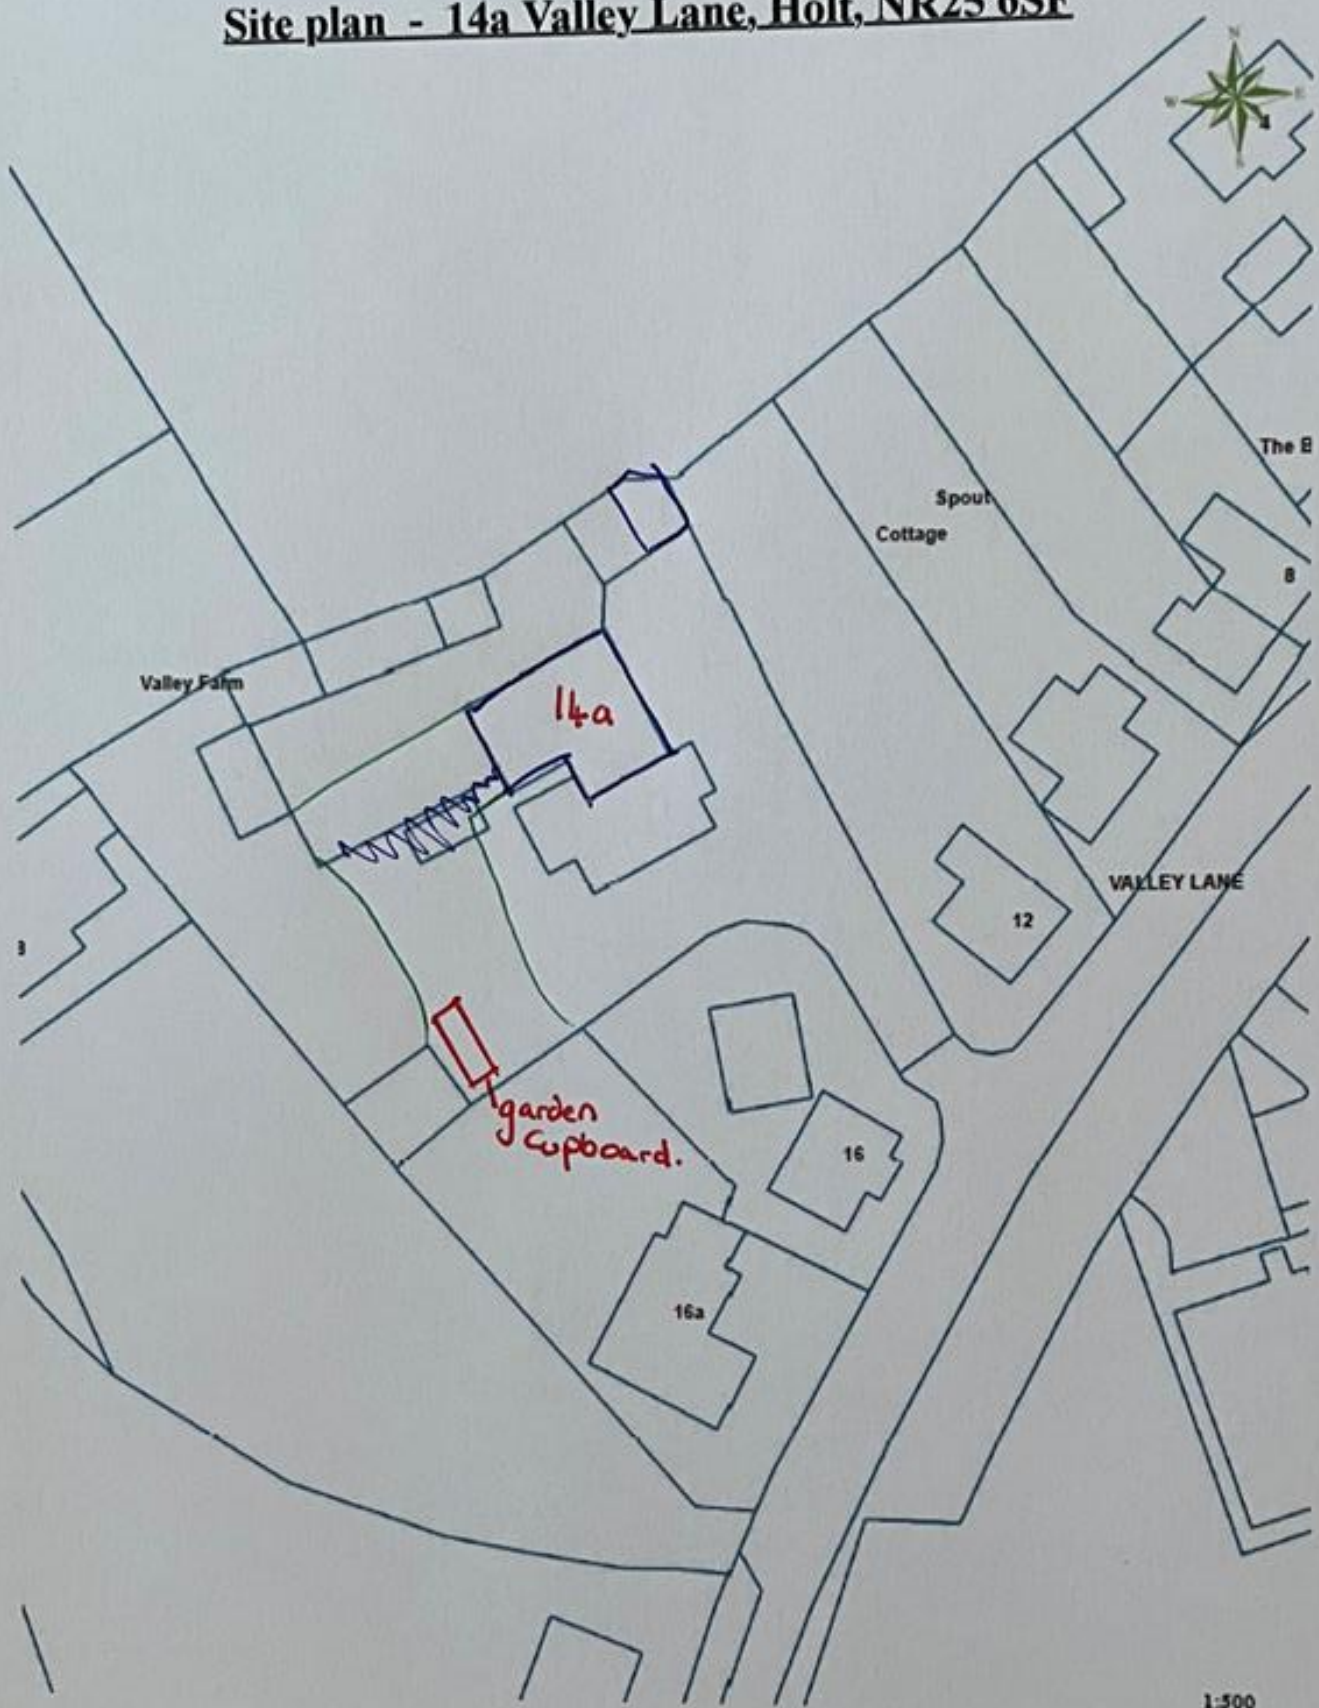 Site plan - 14a Valley Lane, Holt, NR25 6SF
N
W
E
S
4
The B
Spout
Cottage
8
Valley Farm
14a
VALLEY LANE
12
3
garden
cupboard.
16
16a
1:500